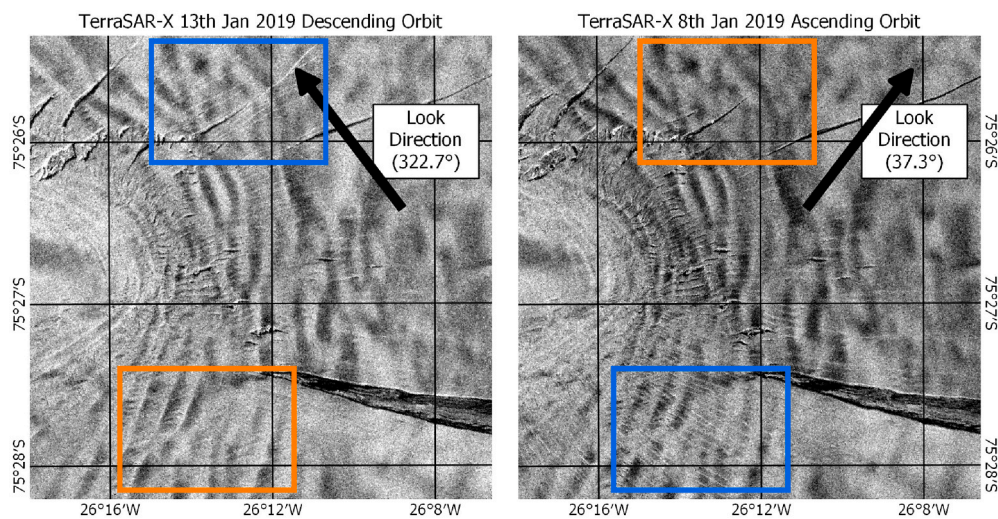 TerraSAR-X 13th Jan 2019 Descending Orbit
TerraSAR-X 8th Jan 2019 Ascending Orbit
Look
Direction
(322.7°)
Look
Direction
(37.3°)
75°26'S
75°27'S
75°28'S
75°26'S
75°27'S
75°28'S
26°16'W
26°12'W
26°8'W
26°16'W
26°12'W
26°8'W